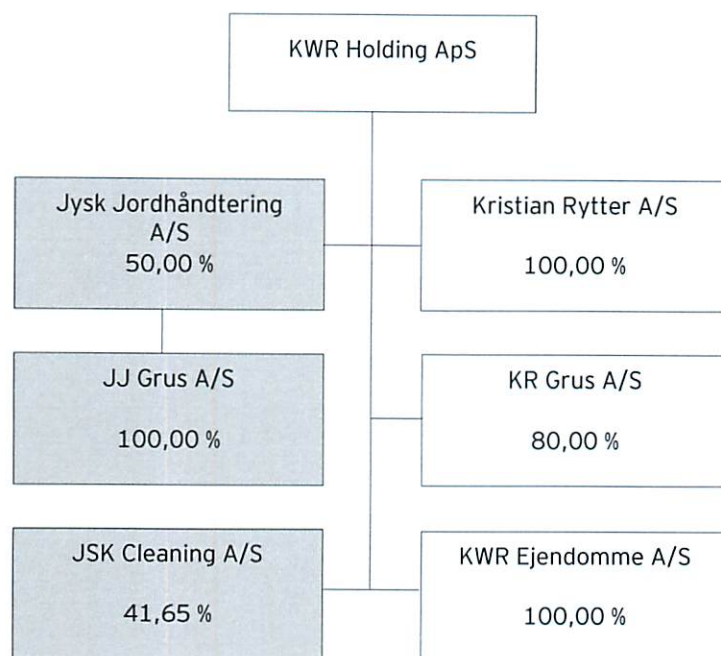 KWR Holding ApS
Jysk Jordhåndtering
A/S
50,00 %
Kristian Rytter A/S
100,00 %
JJ Grus A/S
100,00 %
KR Grus A/S
80,00 %
JSK Cleaning A/S
41,65 %
KWR Ejendomme A/S
100,00 %